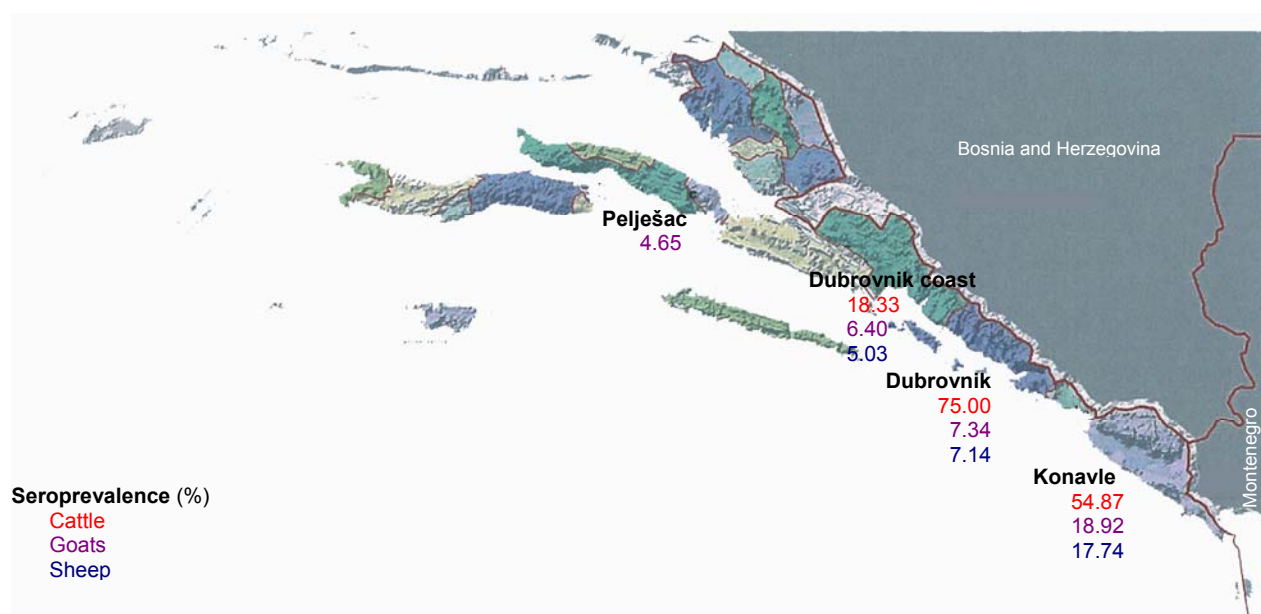 Bosnia and Herzegovina
Pelješac
4.65
Dubrovnik coast
18.33
6.40
5.03
Dubrovnik
75.00
7.34
7.14
Konavle
54.87
18.92
17.74
Montenegro
Seroprevalence (%)
Cattle
Goats
Sheep